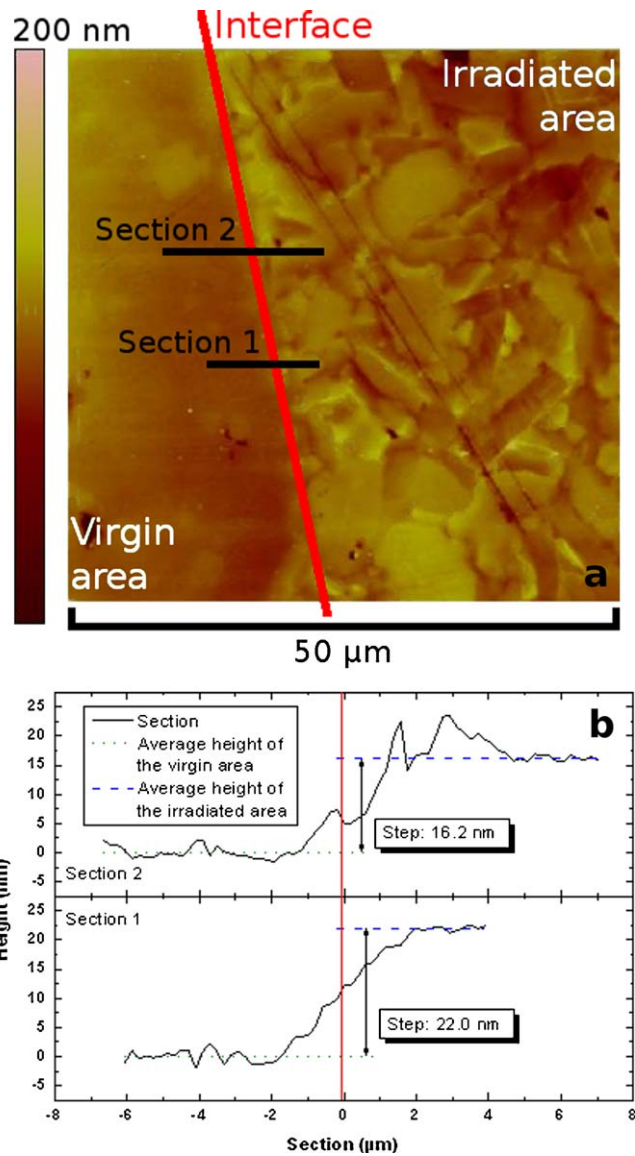 200 nm
Interface
Irradiated
area
Section 2
Section 1
Virgin
area
a
50 µm
b
Section
Average height of
the virgin area
Average height of
the irradiated area
25
20
15
10
5
0
-5
Step: 16.2 nm
Section 2
Height (nm)
Section 1
25
20
15
10
5
0
-5
Step: 22.0 nm
-8 -6 -4 -2 0 2 4 6 8
Section (µm)